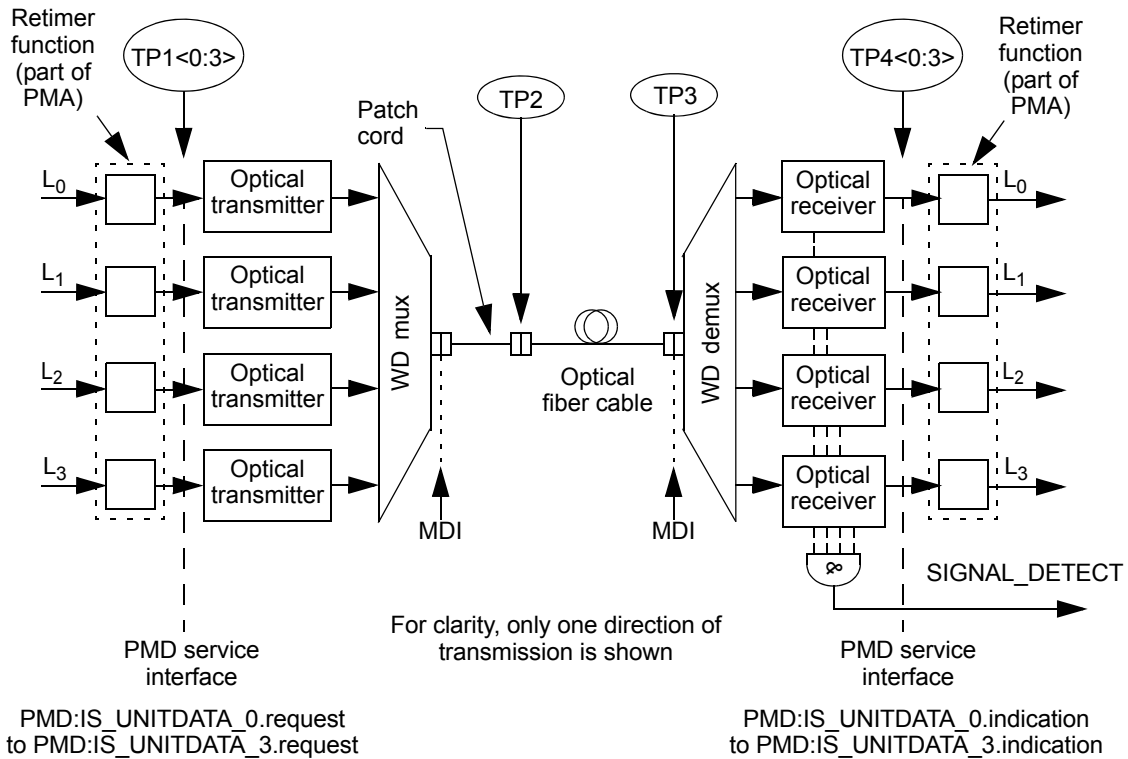 Retimer
function
(part of
PMA)
TP1<0:3>
TP2
TP3
TP4<0:3>
Retimer
function
(part of
PMA)
Patch
cord
L0
Optical
transmitter
Optical
receiver
L0
L1
Optical
transmitter
Optical
receiver
L1
WD mux
WD demux
L2
Optical
transmitter
Optical
fiber cable
Optical
receiver
L2
L3
Optical
transmitter
Optical
receiver
L3
MDI
MDI
&
SIGNAL_DETECT
For clarity, only one direction of
transmission is shown
PMD service
interface
PMD service
interface
PMD:IS_UNITDATA_0.request
to PMD:IS_UNITDATA_3.request
PMD:IS_UNITDATA_0.indication
to PMD:IS_UNITDATA_3.indication